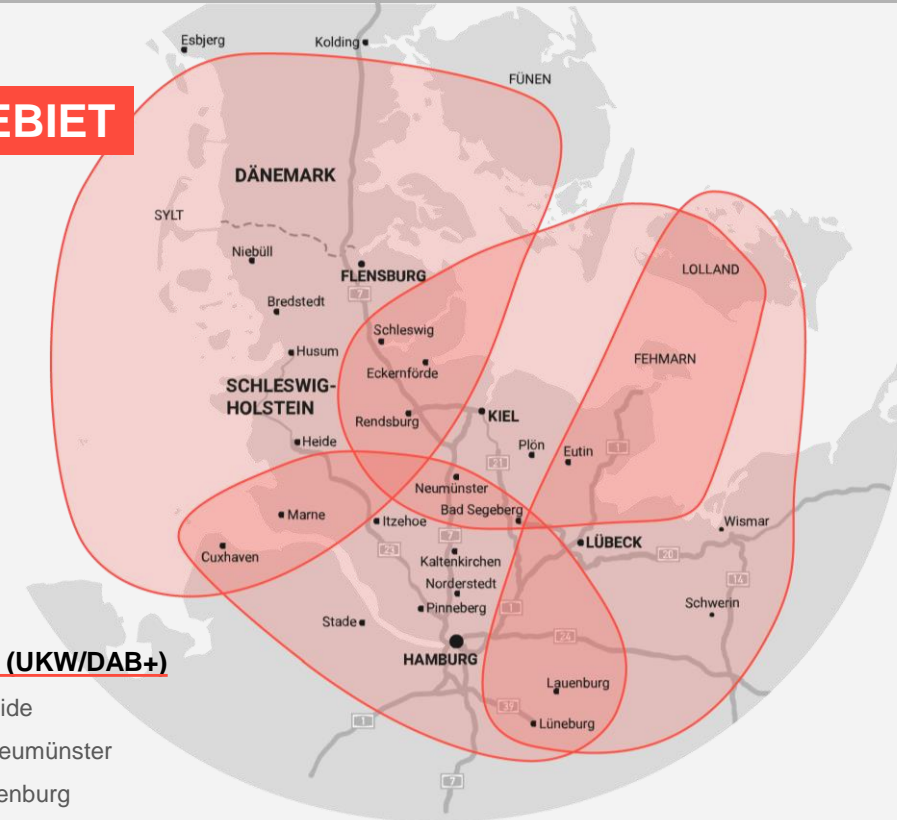 Esbjerg
Kolding
FÜNEN
EBIET
DÄNEMARK
SYLT
Niebüll
FLENSBURG
LOLLAND
7
Bredstedt
Schleswig
Husum
FEHMARN
Eckernförde
SCHLESWIG-
HOLSTEIN
Rendsburg
KIEL
Heide
Plön
Eutin
1
21
Neumünster
Bad Segeberg
Marne
Itzehoe
Wismar
7
LÜBECK
23
Cuxhaven
20
Kaltenkirchen
14
Norderstedt
Pinneberg
1
Schwerin
Stade
24
HAMBURG
(UKW/DAB+)
Lauenburg
ide
39
Lüneburg
1
eumünster
7
enburg